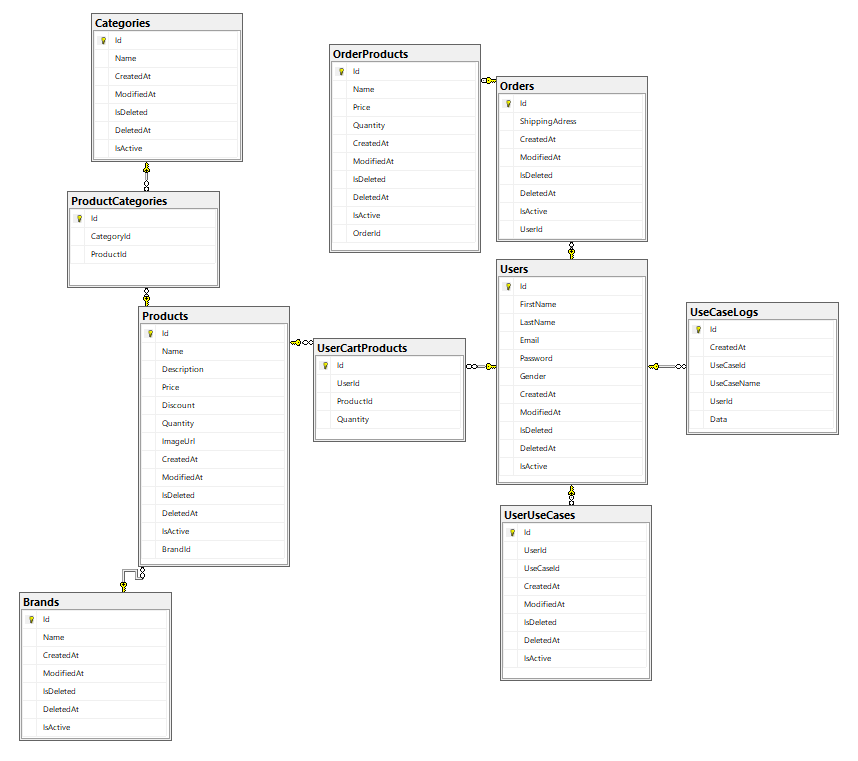 Categories
Id
Name
CreatedAt
ModifiedAt
IsDeleted
DeletedAt
IsActive
OrderProducts
Id
Name
Price
Quantity
CreatedAt
ModifiedAt
IsDeleted
DeletedAt
IsActive
OrderId
Orders
Id
ShippingAdress
CreatedAt
ModifiedAt
IsDeleted
DeletedAt
IsActive
UserId
ProductCategories
Id
CategoryId
ProductId
Users
Id
FirstName
LastName
Email
Password
Gender
CreatedAt
ModifiedAt
IsDeleted
DeletedAt
IsActive
UseCaseLogs
Id
CreatedAt
UseCaseId
UseCaseName
UserId
Data
Products
Id
Name
Description
Price
Discount
Quantity
ImageUrl
CreatedAt
ModifiedAt
IsDeleted
DeletedAt
IsActive
BrandId
UserCartProducts
Id
UserId
ProductId
Quantity
UserUseCases
Id
UserId
UseCaseId
CreatedAt
ModifiedAt
IsDeleted
DeletedAt
IsActive
Brands
Id
Name
CreatedAt
ModifiedAt
IsDeleted
DeletedAt
IsActive